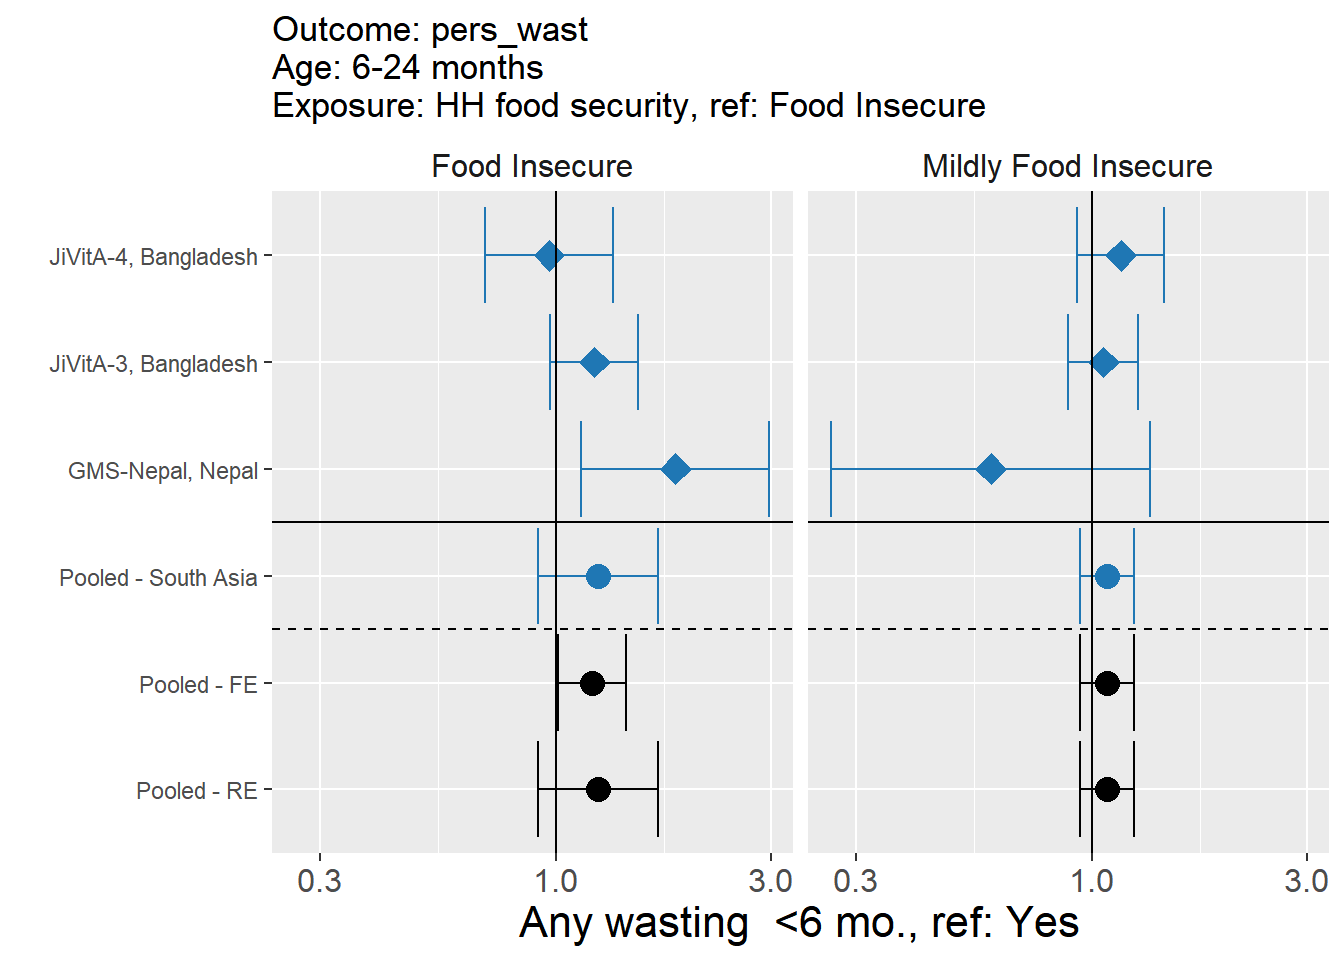 Outcome: pers_wast
Age: 6-24 months
Exposure: HH food security, ref: Food Insecure
Food Insecure
Mildly Food Insecure
JiVitA-4, Bangladesh
JiVitA-3, Bangladesh
GMS-Nepal, Nepal
Pooled - South Asia
Pooled - FE
Pooled - RE
0.3 1.0 3.0 0.3 1.0 3.0
Any wasting  <6 mo., ref: Yes